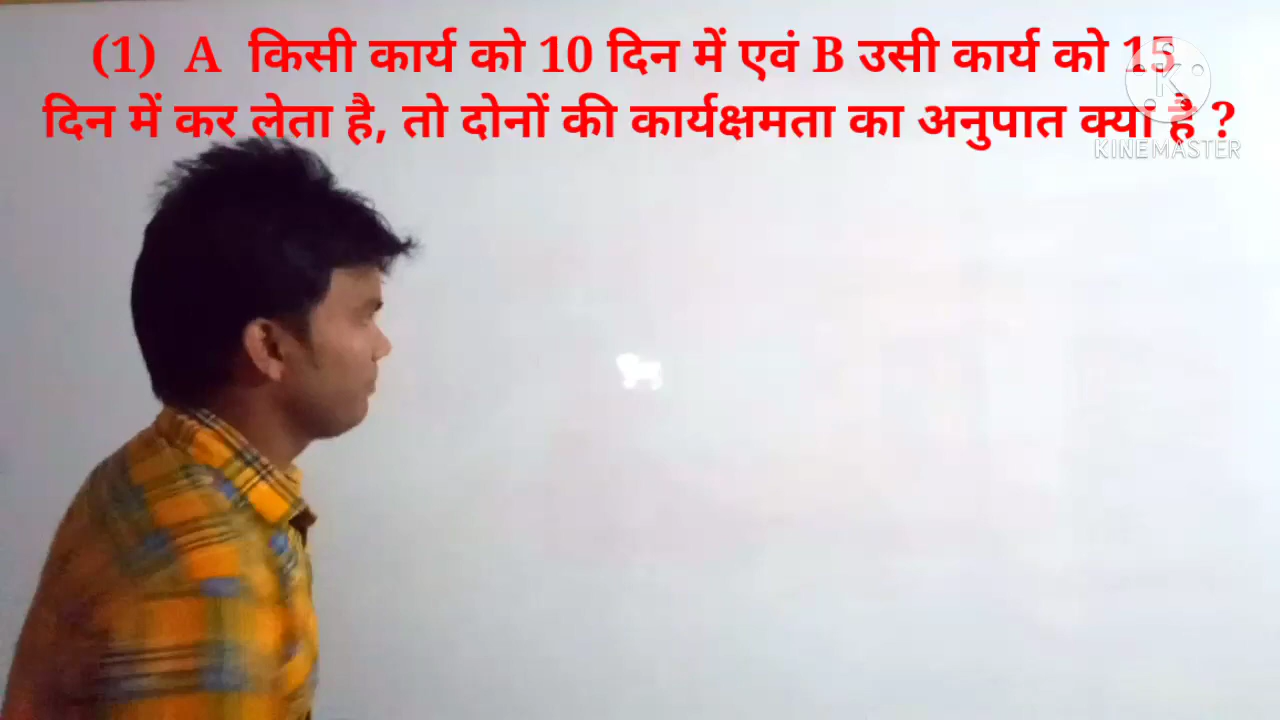 (1) A किसी कार्य को 10 दिन में एवं B उसी कार्य को 15
दिन में कर लेता है, तो दोनों की कार्यक्षमता का अनुपात क्या है ?
K
KINEMASTER